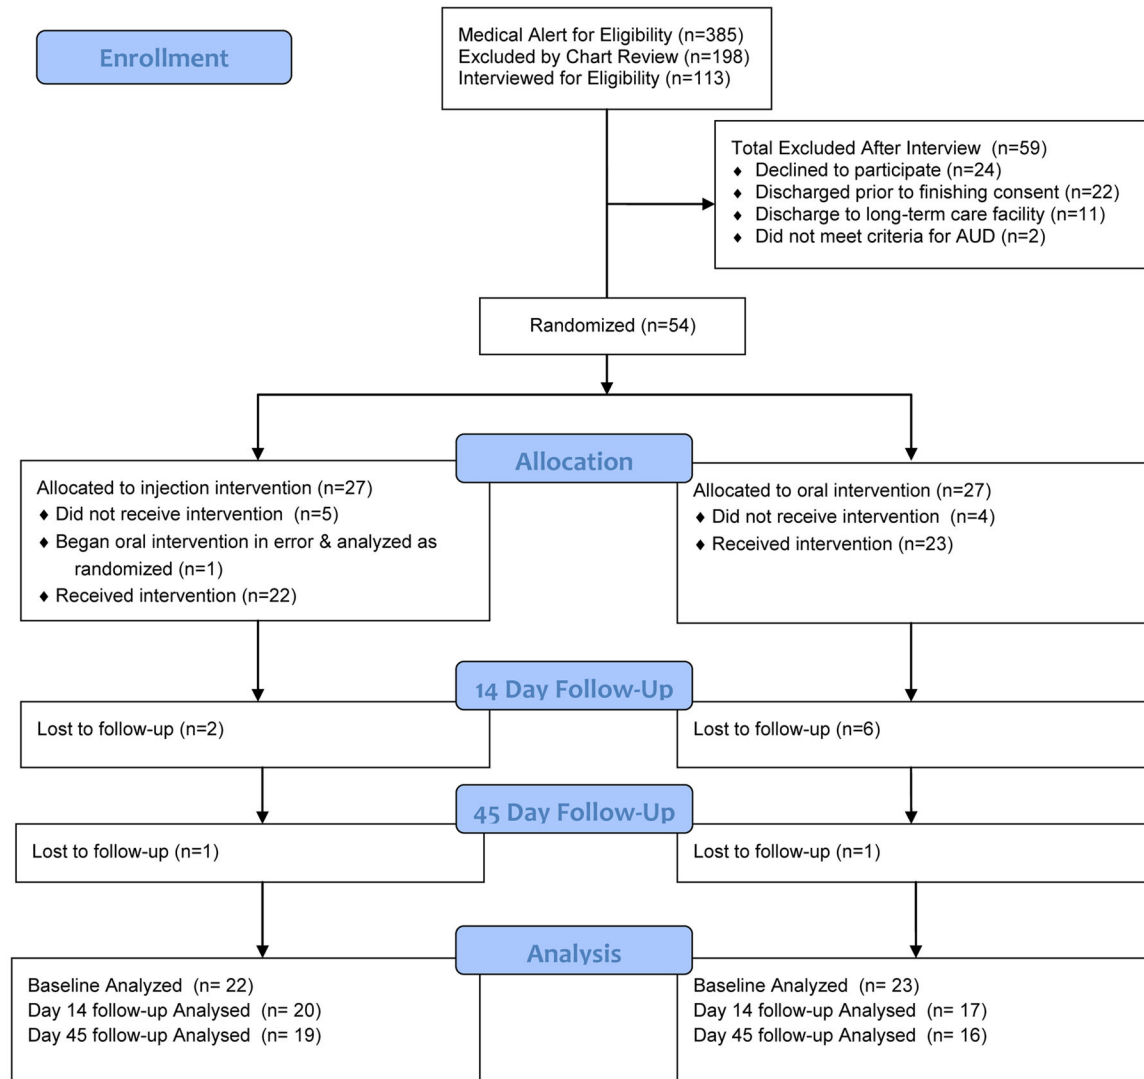 Enrollment
Medical Alert for Eligibility (n=385)
Excluded by Chart Review (n=198)
Interviewed for Eligibility (n=113)
Total Excluded After Interview (n=59)
♦ Declined to participate (n=24)
♦ Discharged prior to finishing consent (n=22)
♦ Discharge to long-term care facility (n=11)
♦ Did not meet criteria for AUD (n=2)
Randomized (n=54)
Allocation
Allocated to injection intervention (n=27)
♦ Did not receive intervention (n=5)
♦ Began oral intervention in error & analyzed as
randomized (n=1)
♦ Received intervention (n=22)
Allocated to oral intervention (n=27)
♦ Did not receive intervention (n=4)
♦ Received intervention (n=23)
14 Day Follow-Up
Lost to follow-up (n=2)
Lost to follow-up (n=6)
45 Day Follow-Up
Lost to follow-up (n=1)
Lost to follow-up (n=1)
Analysis
Baseline Analyzed (n= 22)
Day 14 follow-up Analysed (n= 20)
Day 45 follow-up Analysed (n= 19)
Baseline Analyzed (n= 23)
Day 14 follow-up Analysed (n= 17)
Day 45 follow-up Analysed (n= 16)